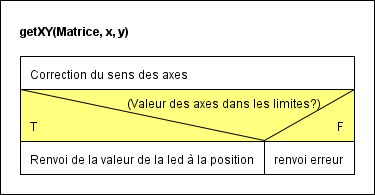 getXY(Matrice, x, y)
Correction du sens des axes
(Valeur des axes dans les limites?)
T
F
Renvoi de la valeur de la led à la position
renvoi erreur